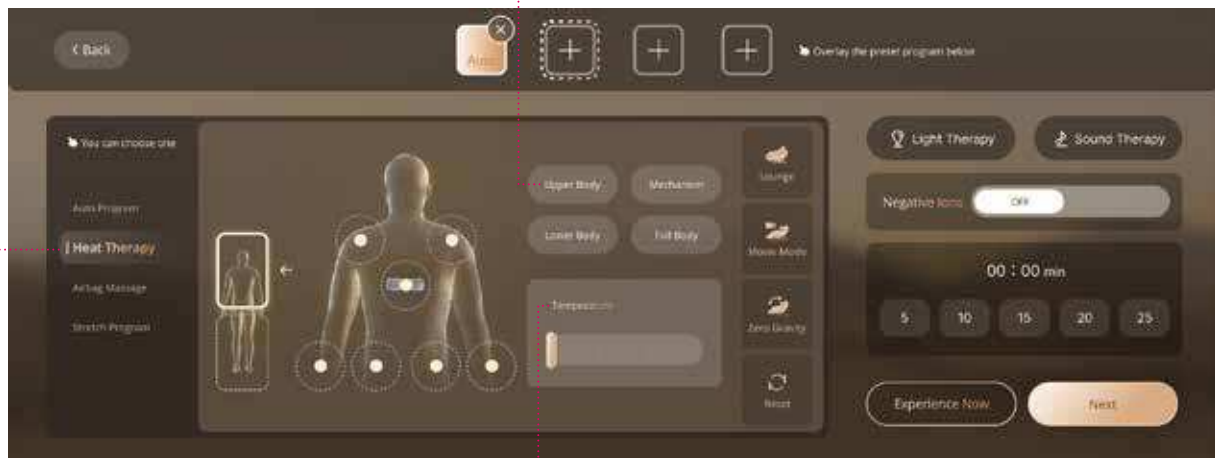 < Back
Auto
Overlay the preset program below
You can choose one
Auto Program
Heat Therapy
Airbag Massage
Stretch Program
Upper Body
Mechanism
Lower Body
Full Body
Temperature
Lounge
Movie Mode
Zero Gravity
Reset
Light Therapy
Sound Therapy
Negative Ions
OFF
00 : 00 min
5 10 15 20 25
Experience Now
Next